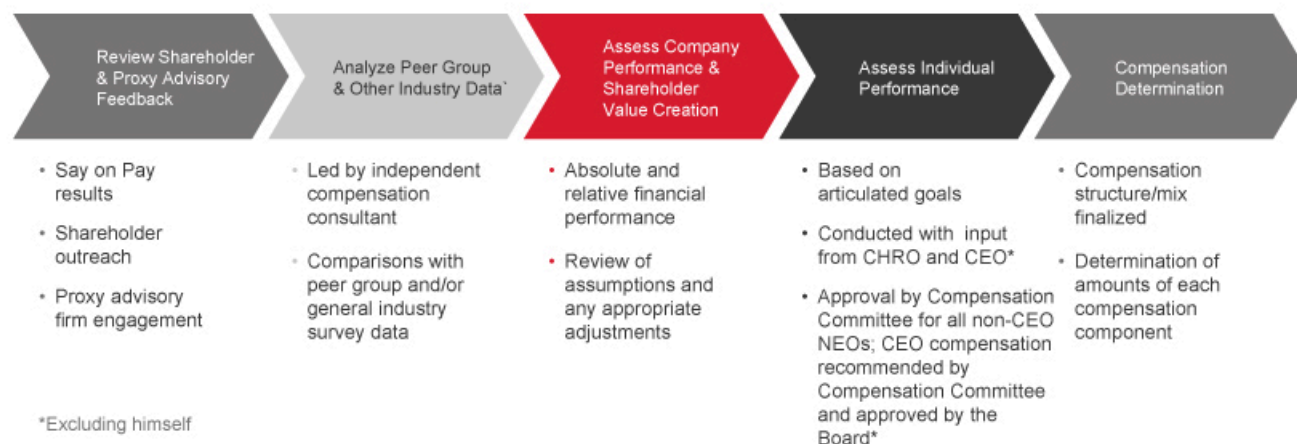 Review Shareholder
& Proxy Advisory
Feedback
Analyze Peer Group
& Other Industry Data`
Assess Company
Performance &
Shareholder
Value Creation
Assess Individual
Performance
Compensation
Determination
• Say on Pay
results
• Shareholder
outreach
• Proxy advisory
firm engagement
• Led by independent
compensation
consultant
• Comparisons with
peer group and/or
general industry
survey data
• Absolute and
relative financial
performance
• Review of
assumptions and
any appropriate
adjustments
• Based on
articulated goals
• Conducted with input
from CHRO and CEO*
• Approval by Compensation
Committee for all non-CEO
NEOs; CEO compensation
recommended by
Compensation Committee
and approved by the
Board*
• Compensation
structure/mix
finalized
• Determination of
amounts of each
compensation
component
*Excluding himself